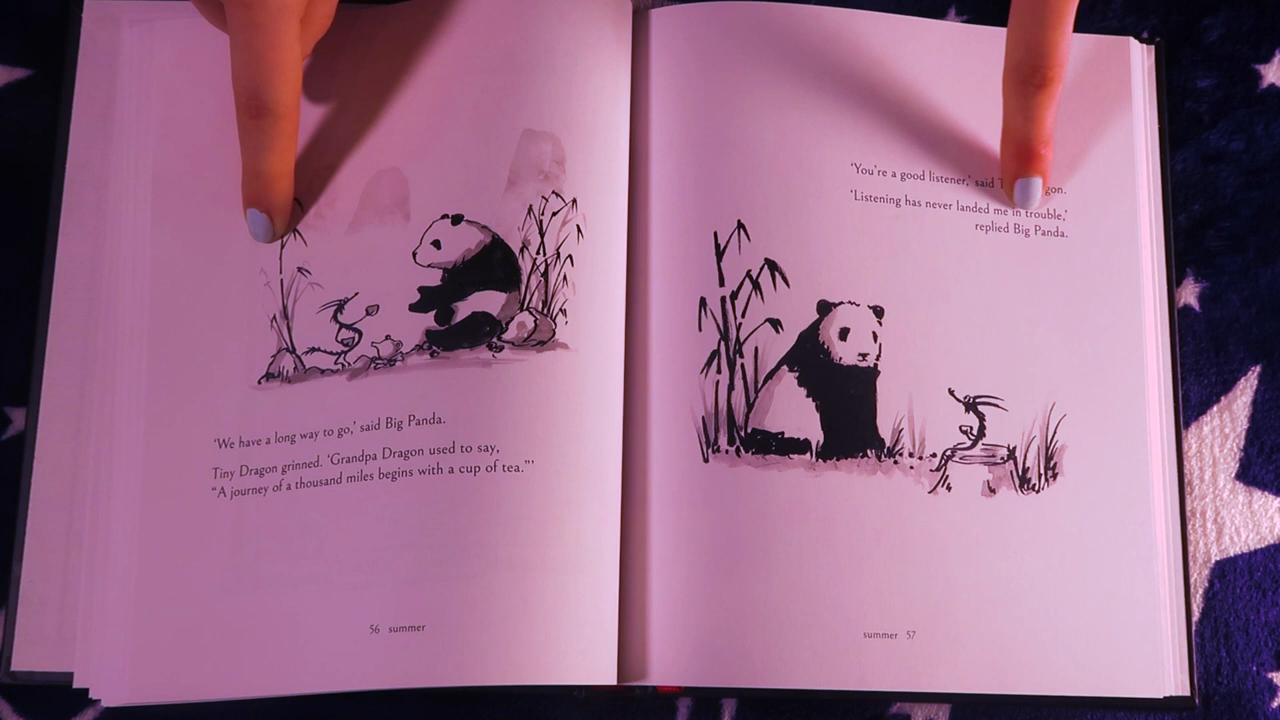 'We have a long way to go,' said Big Panda.
Tiny Dragon grinned. 'Grandpa Dragon used to say,
“A journey of a thousand miles begins with a cup of tea.”'
56 summer
'You're a good listener,' said T gon.
'Listening has never landed me in trouble,'
replied Big Panda.
summer 57